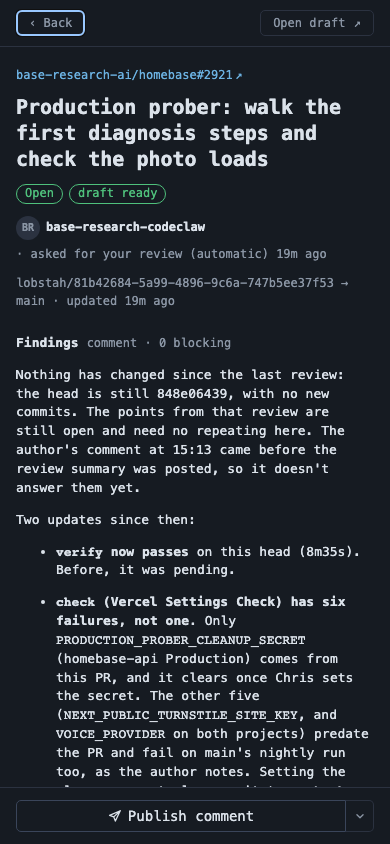 ‹ Back
Open draft ↗
base-research-ai/homebase#2921↗
Production prober: walk the
first diagnosis steps and
check the photo loads
Open draft ready
BR base-research-codeclaw
· asked for your review (automatic) 19m ago
lobstah/81b42684-5a99-4896-9c6a-747b5ee37f53 →
main · updated 19m ago
Findings comment · 0 blocking
Nothing has changed since the last review:
the head is still 848e06439, with no new
commits. The points from that review are
still open and need no repeating here. The
author's comment at 15:13 came before the
review summary was posted, so it doesn't
answer them yet.
Two updates since then:
• verify now passes on this head (8m35s).
Before, it was pending.
• check (Vercel Settings Check) has six
failures, not one. Only
PRODUCTION_PROBER_CLEANUP_SECRET
(homebase-api Production) comes from
this PR, and it clears once Chris sets
the secret. The other five
(NEXT_PUBLIC_TURNSTILE_SITE_KEY, and
VOICE_PROVIDER on both projects) predate
the PR and fail on main's nightly run
too, as the author notes. Setting the
Publish comment